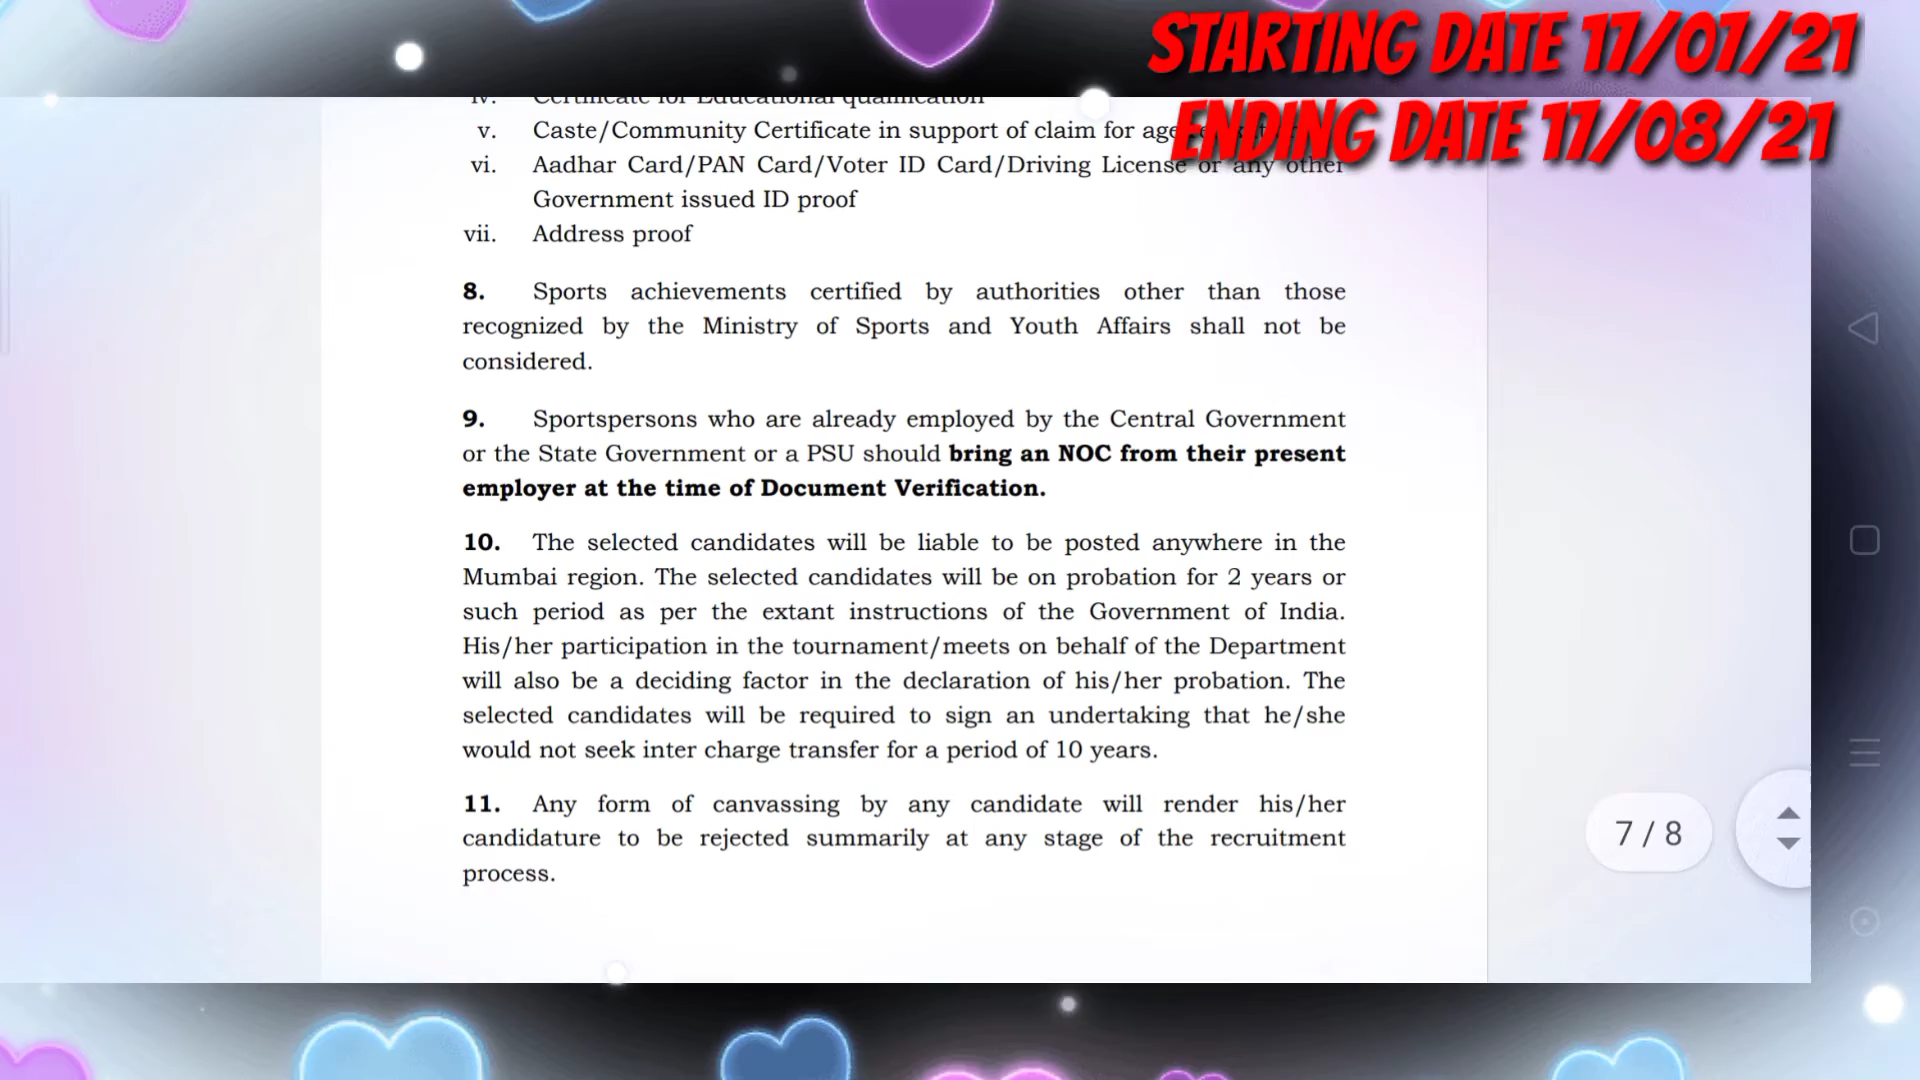 STARTING DATE 17/07/21
ENDING DATE 17/08/21
iv. Certificate for Educational qualification
v. Caste/Community Certificate in support of claim for age
vi. Aadhar Card/PAN Card/Voter ID Card/Driving License or any other
Government issued ID proof
vii. Address proof
8. Sports achievements certified by authorities other than those
recognized by the Ministry of Sports and Youth Affairs shall not be
considered.
9. Sportspersons who are already employed by the Central Government
or the State Government or a PSU should bring an NOC from their present
employer at the time of Document Verification.
10. The selected candidates will be liable to be posted anywhere in the
Mumbai region. The selected candidates will be on probation for 2 years or
such period as per the extant instructions of the Government of India.
His/her participation in the tournament/meets on behalf of the Department
will also be a deciding factor in the declaration of his/her probation. The
selected candidates will be required to sign an undertaking that he/she
would not seek inter charge transfer for a period of 10 years.
11. Any form of canvassing by any candidate will render his/her
candidature to be rejected summarily at any stage of the recruitment
process.
7 / 8